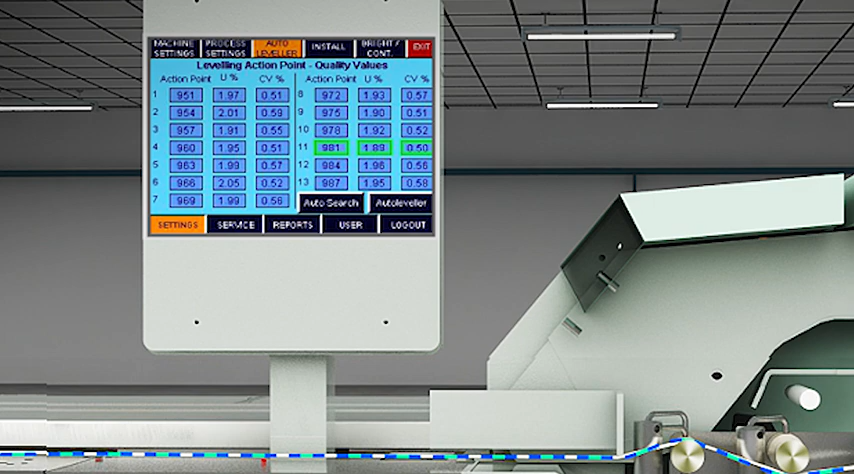 MACHINE SETTINGS PROCESS SETTINGS AUTO LEVELLER INSTALL BRIGHT / CONT. EXIT
Levelling Action Point - Quality Values
Action Point U % CV % Action Point U % CV %
1 951 1.97 0.51 8 972 1.93 0.57
2 954 2.01 0.59 9 975 1.90 0.51
3 957 1.91 0.55 10 978 1.92 0.52
4 960 1.95 0.51 11 981 1.89 0.50
5 963 1.99 0.57 12 984 1.96 0.56
6 966 2.05 0.52 13 987 1.95 0.58
7 969 1.99 0.56 Auto Search Autoleveller
SETTINGS SERVICE REPORTS USER LOGOUT